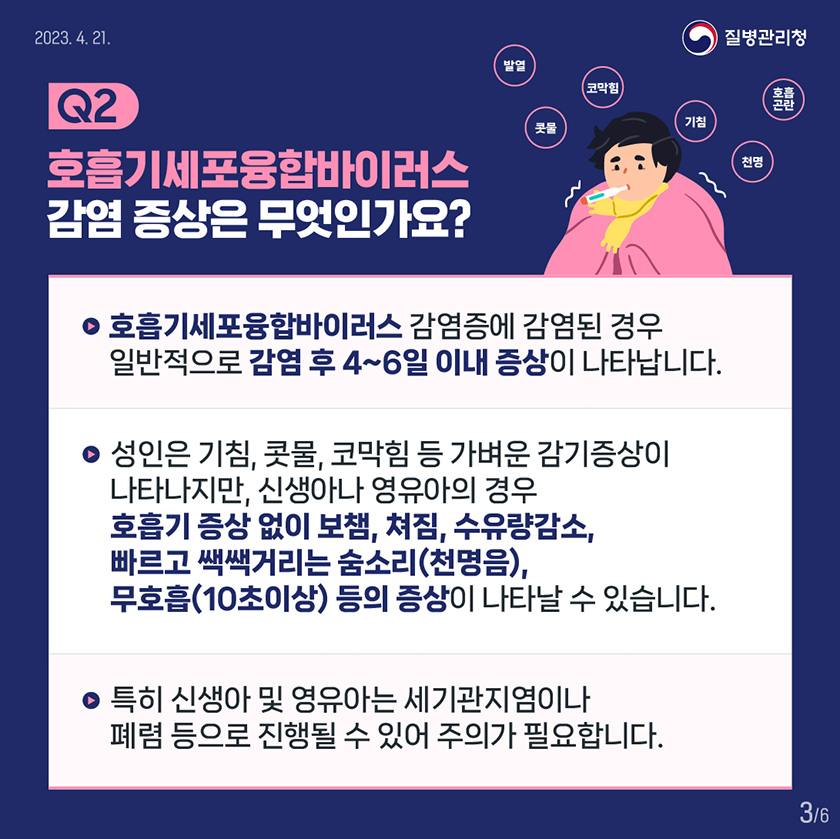 2023. 4. 21.
질병관리청
발열
코막힘
호흡
곤란
콧물
기침
천명
Q2
호흡기세포융합바이러스
감염 증상은 무엇인가요?
호흡기세포융합바이러스 감염증에 감염된 경우
일반적으로 감염 후 4~6일 이내 증상이 나타납니다.
성인은 기침, 콧물, 코막힘 등 가벼운 감기증상이
나타나지만, 신생아나 영유아의 경우
호흡기 증상 없이 보챔, 쳐짐, 수유량감소,
빠르고 쌕쌕거리는 숨소리(천명음),
무호흡(10초이상) 등의 증상이 나타날 수 있습니다.
특히 신생아 및 영유아는 세기관지염이나
폐렴 등으로 진행될 수 있어 주의가 필요합니다.
3/6